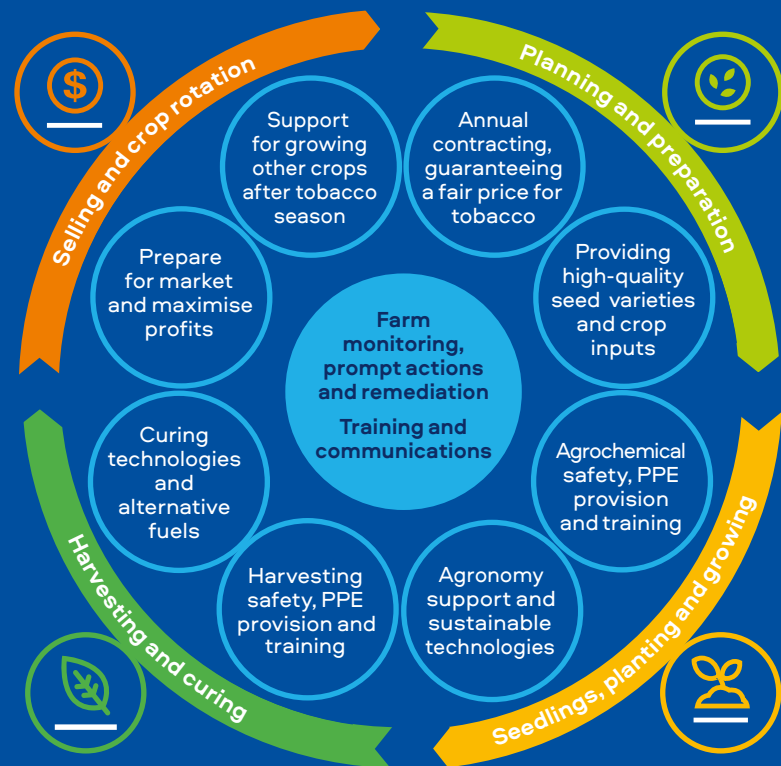 Planning and preparation
Annual
contracting,
guaranteeing
a fair price for
tobacco
Providing
high-quality
seed varieties
and crop
inputs
Seedlings, planting and growing
Agrochemical
safety, PPE
provision
and training
Agronomy
support and
sustainable
technologies
Harvesting and curing
Harvesting
safety, PPE
provision and
training
Curing
technologies
and
alternative
fuels
Selling and crop rotation
$
Prepare
for market
and maximise
profits
Support
for growing
other crops
after tobacco
season
Farm
monitoring,
prompt actions
and remediation
Training and
communications